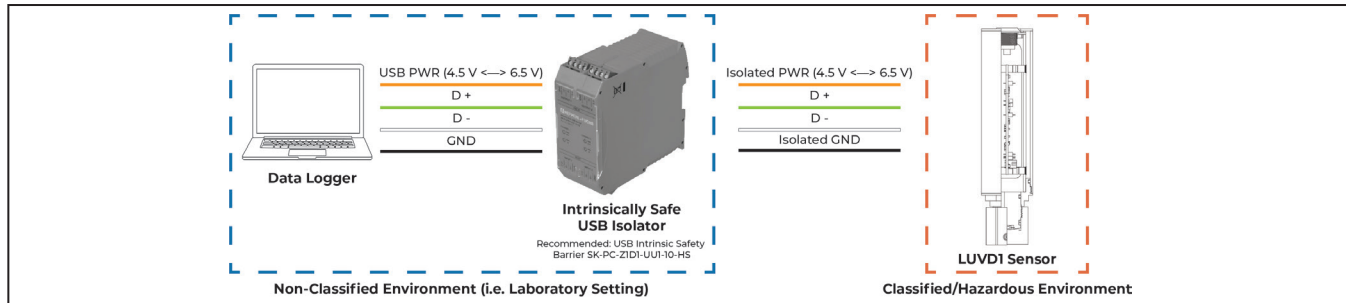 USB PWR (4.5 V <—> 6.5 V)
D +
D -
GND
Data Logger
Intrinsically Safe
USB Isolator
Recommended: USB Intrinsic Safety
Barrier SK-PC-Z1D1-UU1-10-HS
Non-Classified Environment (i.e. Laboratory Setting)
Isolated PWR (4.5 V <—> 6.5 V)
D +
D -
Isolated GND
LUVD1 Sensor
Classified/Hazardous Environment